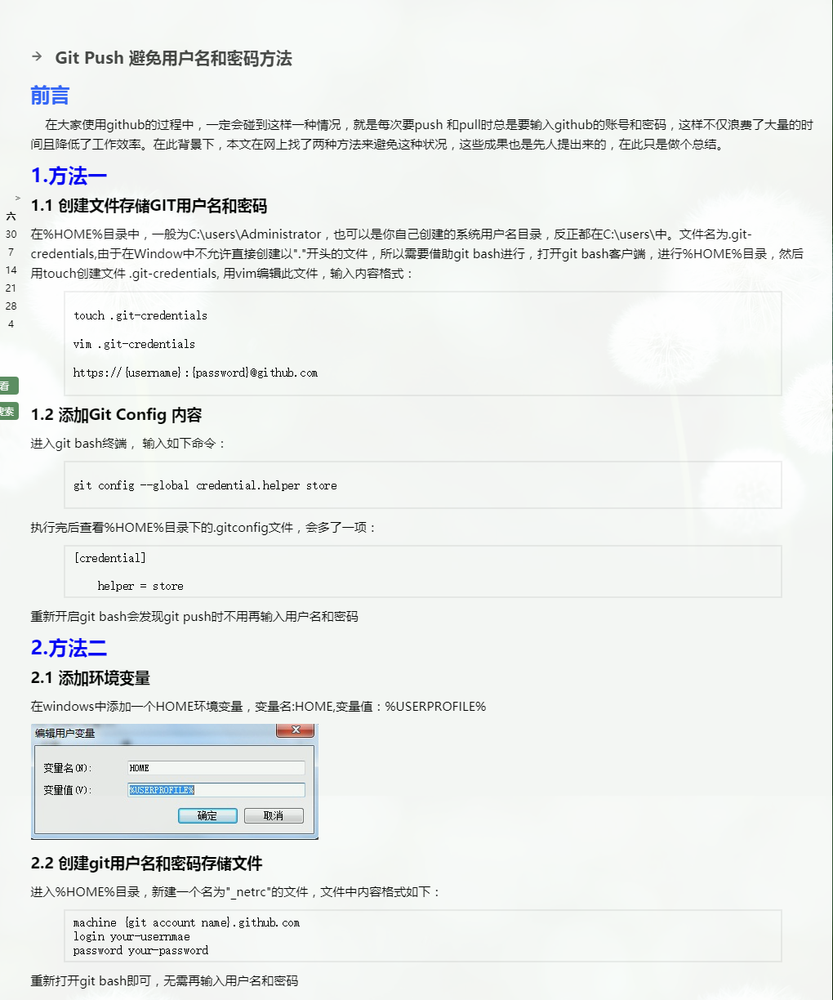 → Git Push 避免用户名和密码方法
前言
在大家使用github的过程中，一定会碰到这样一种情况，就是每次要push 和pull时总是要输入github的账号和密码，这样不仅浪费了大量的时
间且降低了工作效率。在此背景下，本文在网上找了两种方法来避免这种状况，这些成果也是先人提出来的，在此只是做个总结。
1.方法一
1.1 创建文件存储GIT用户名和密码
在%HOME%目录中，一般为C:\users\Administrator，也可以是你自己创建的系统用户名目录，反正都在C:\users\中。文件名为.git-
credentials,由于在Window中不允许直接创建以"."开头的文件，所以需要借助git bash进行，打开git bash客户端，进行%HOME%目录，然后
用touch创建文件 .git-credentials, 用vim编辑此文件，输入内容格式：
touch .git-credentials
vim .git-credentials
https://{username}:{password}@github.com
1.2 添加Git Config 内容
进入git bash终端， 输入如下命令：
git config --global credential.helper store
执行完后查看%HOME%目录下的.gitconfig文件，会多了一项：
[credential]
helper = store
重新开启git bash会发现git push时不用再输入用户名和密码
2.方法二
2.1 添加环境变量
在windows中添加一个HOME环境变量，变量名:HOME,变量值：%USERPROFILE%
编辑用户变量
变量名(N): HOME
变量值(V): %USERPROFILE%
确定 取消
2.2 创建git用户名和密码存储文件
进入%HOME%目录，新建一个名为"_netrc"的文件，文件中内容格式如下：
machine {git account name}.github.com
login your-usernmae
password your-password
重新打开git bash即可，无需再输入用户名和密码
>
六
30
7
14
21
28
4
看
搜索